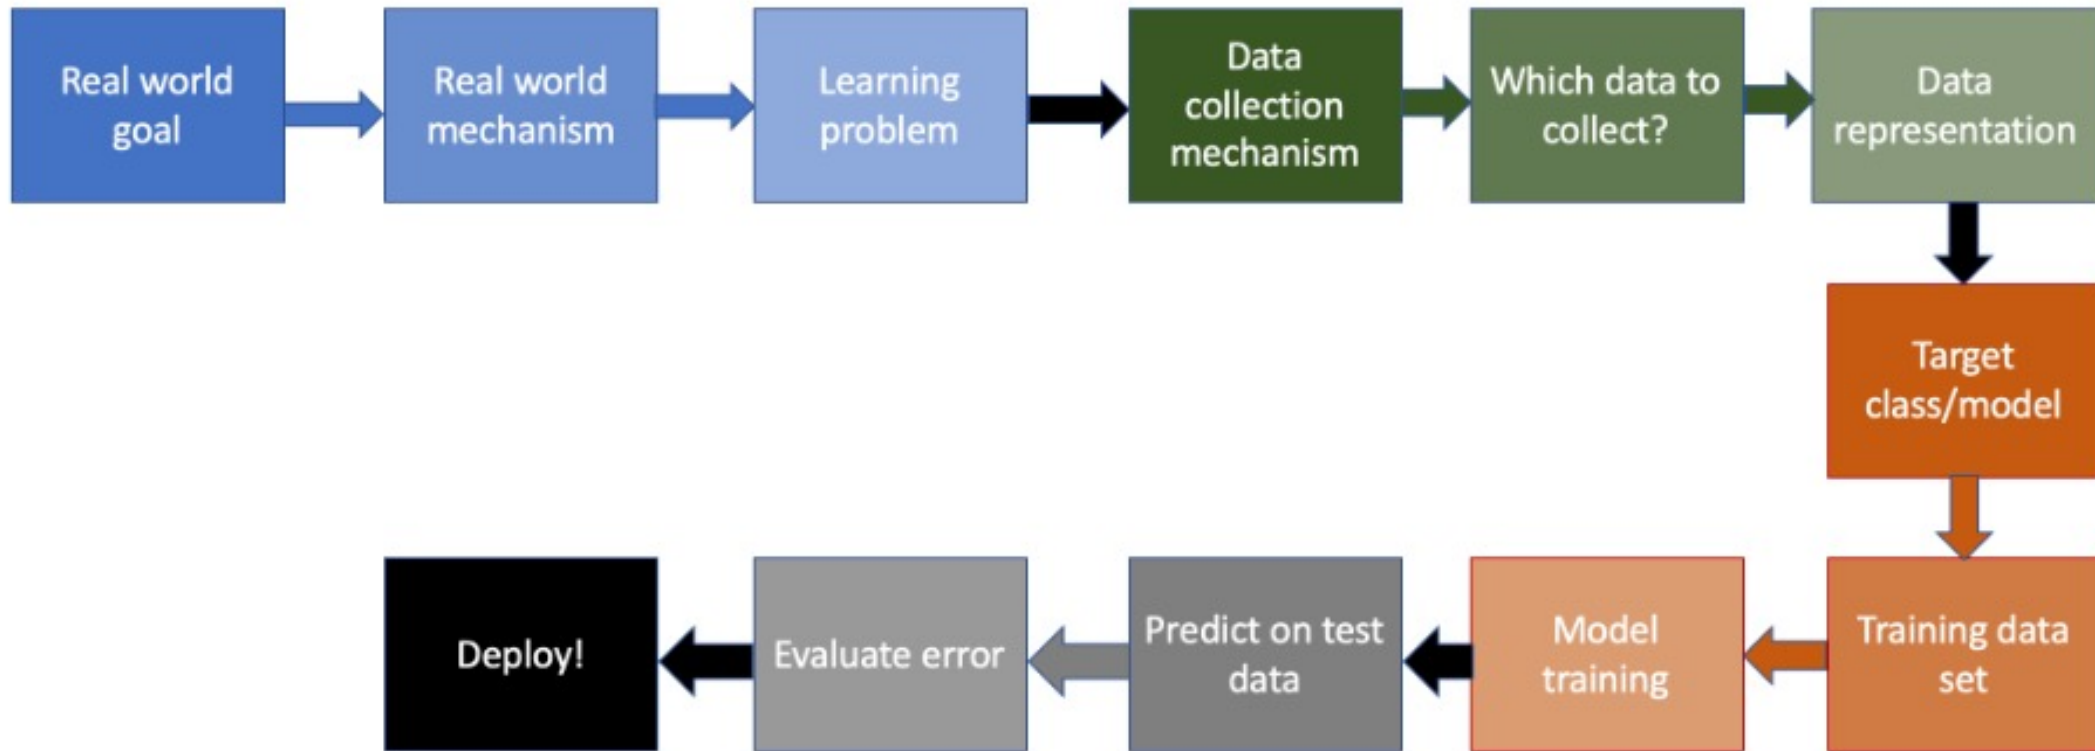 Real world
goal
Real world
mechanism
Learning
problem
Data
collection
mechanism
Which data to
collect?
Data
representation
Target
class/model
Training data
set
Model
training
Predict on test
data
Evaluate error
Deploy!